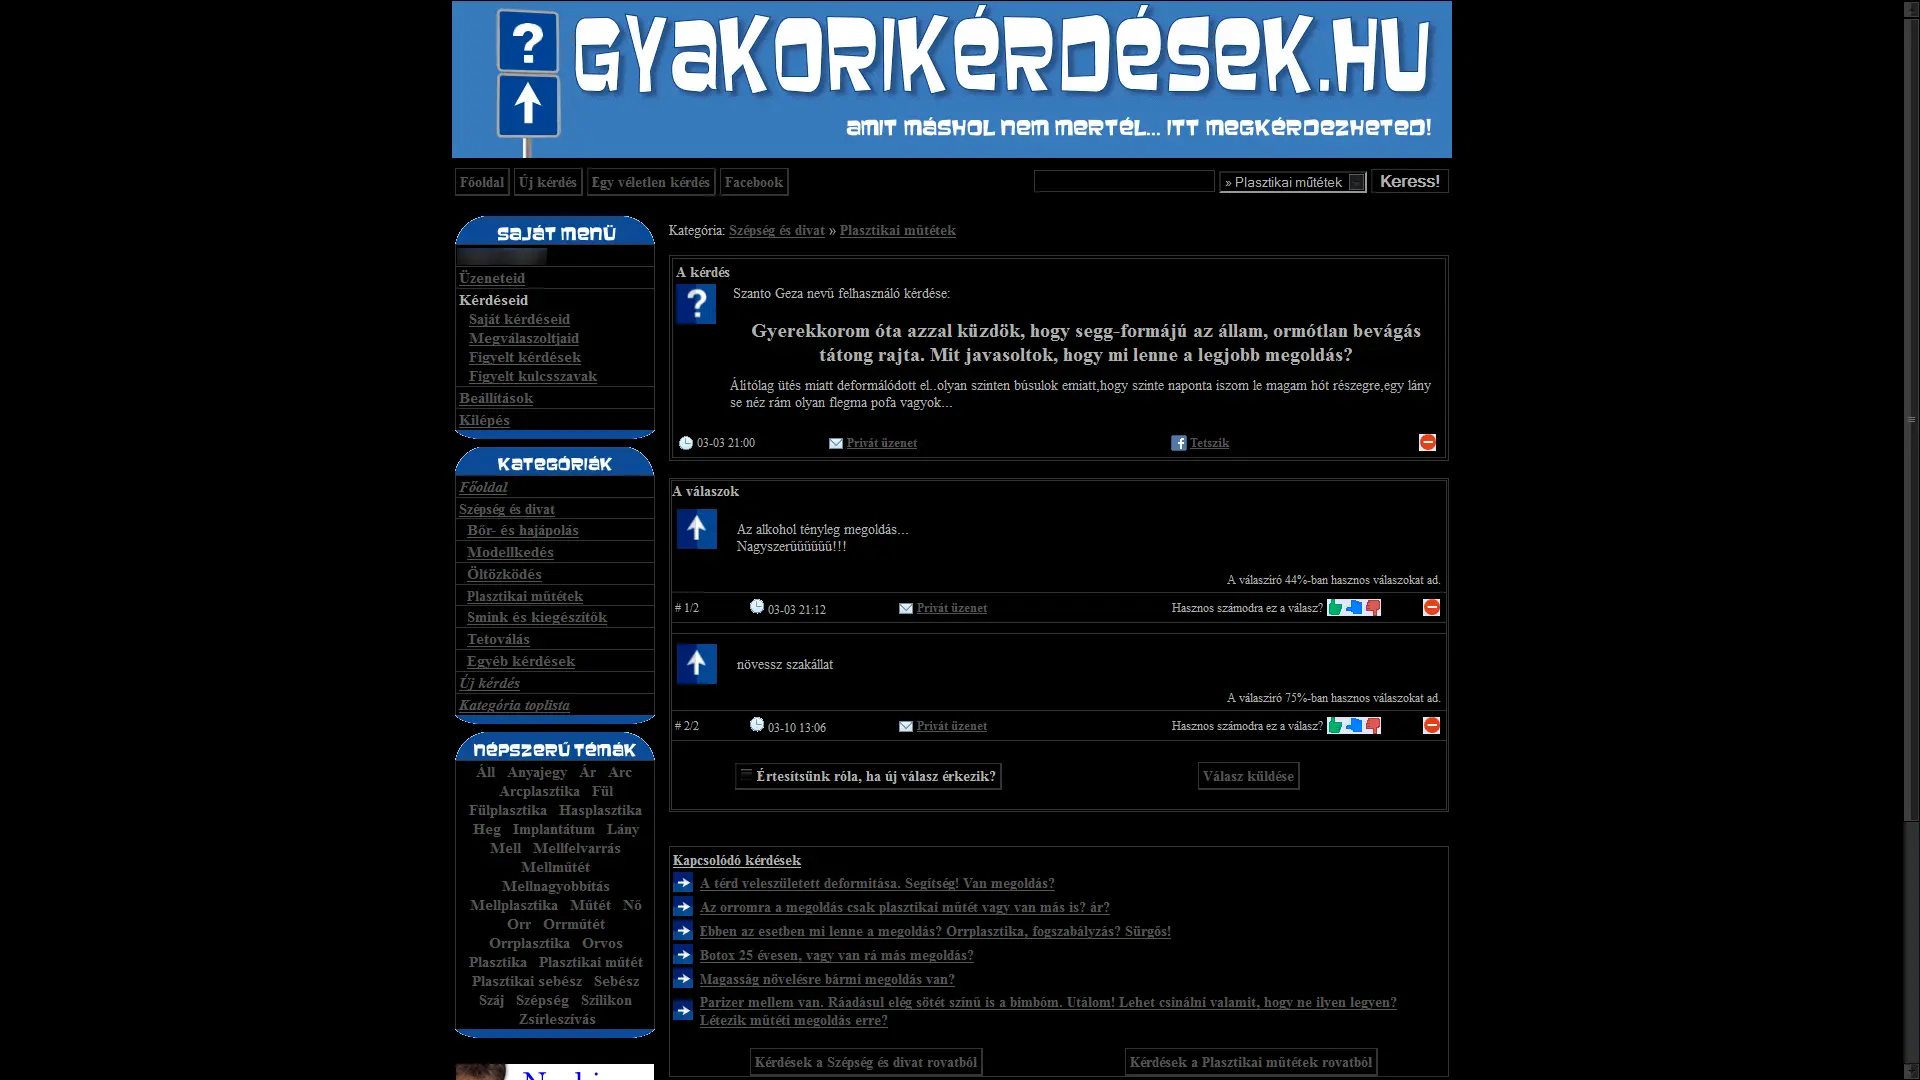 ?
GYAKORIKÉRDÉSEK.HU
AMIT MÁSHOL NEM MERTÉL... ITT MEGKÉRDEZHETED!
Főoldal Új kérdés Egy véletlen kérdés Facebook » Plasztikai műtétek Keress!
SAJÁT MENÜ
Üzeneteid
Kérdéseid
Saját kérdéseid
Megválaszoltjaid
Figyelt kérdések
Figyelt kulcsszavak
Beállítások
Kilépés
KATEGÓRIÁK
Főoldal
Szépség és divat
Bőr- és hajápolás
Modellkedés
Öltözködés
Plasztikai műtétek
Smink és kiegészítők
Tetoválás
Egyéb kérdések
Új kérdés
Kategória toplista
NÉPSZERŰ TÉMÁK
Áll Anyajegy Ár Arc
Arcplasztika Fül
Fülplasztika Hasplasztika
Heg Implantátum Lány
Mell Mellfelvarrás
Mellműtét
Mellnagyobbítás
Mellplasztika Műtét Nő
Orr Orrműtét
Orrplasztika Orvos
Plasztika Plasztikai műtét
Plasztikai sebész Sebész
Száj Szépség Szilikon
Zsírleszívás
Kategória: Szépség és divat » Plasztikai műtétek
A kérdés
?
Szanto Geza nevű felhasználó kérdése:
Gyerekkorom óta azzal küzdök, hogy segg-formájú az állam, ormótlan bevágás
tátong rajta. Mit javasoltok, hogy mi lenne a legjobb megoldás?
Álitólag ütés miatt deformálódott el..olyan szinten búsulok emiatt,hogy szinte naponta iszom le magam hót részegre,egy lány
se néz rám olyan flegma pofa vagyok...
03-03 21:00 Privát üzenet Tetszik
A válaszok
Az alkohol tényleg megoldás...
Nagyszerűűűűűű!!!
A válaszíró 44%-ban hasznos válaszokat ad.
# 1/2 03-03 21:12 Privát üzenet Hasznos számodra ez a válasz?
növessz szakállat
A válaszíró 75%-ban hasznos válaszokat ad.
# 2/2 03-10 13:06 Privát üzenet Hasznos számodra ez a válasz?
Értesítsünk róla, ha új válasz érkezik? Válasz küldése
Kapcsolódó kérdések
A térd veleszületett deformitása. Segítség! Van megoldás?
Az orromra a megoldás csak plasztikai műtét vagy van más is? ár?
Ebben az esetben mi lenne a megoldás? Orrplasztika, fogszabályzás? Sürgős!
Botox 25 évesen, vagy van rá más megoldás?
Magasság növelésre bármi megoldás van?
Parizer mellem van. Ráadásul elég sötét színű is a bimbóm. Utálom! Lehet csinálni valamit, hogy ne ilyen legyen?
Létezik műtéti megoldás erre?
Kérdések a Szépség és divat rovatból Kérdések a Plasztikai műtétek rovatból